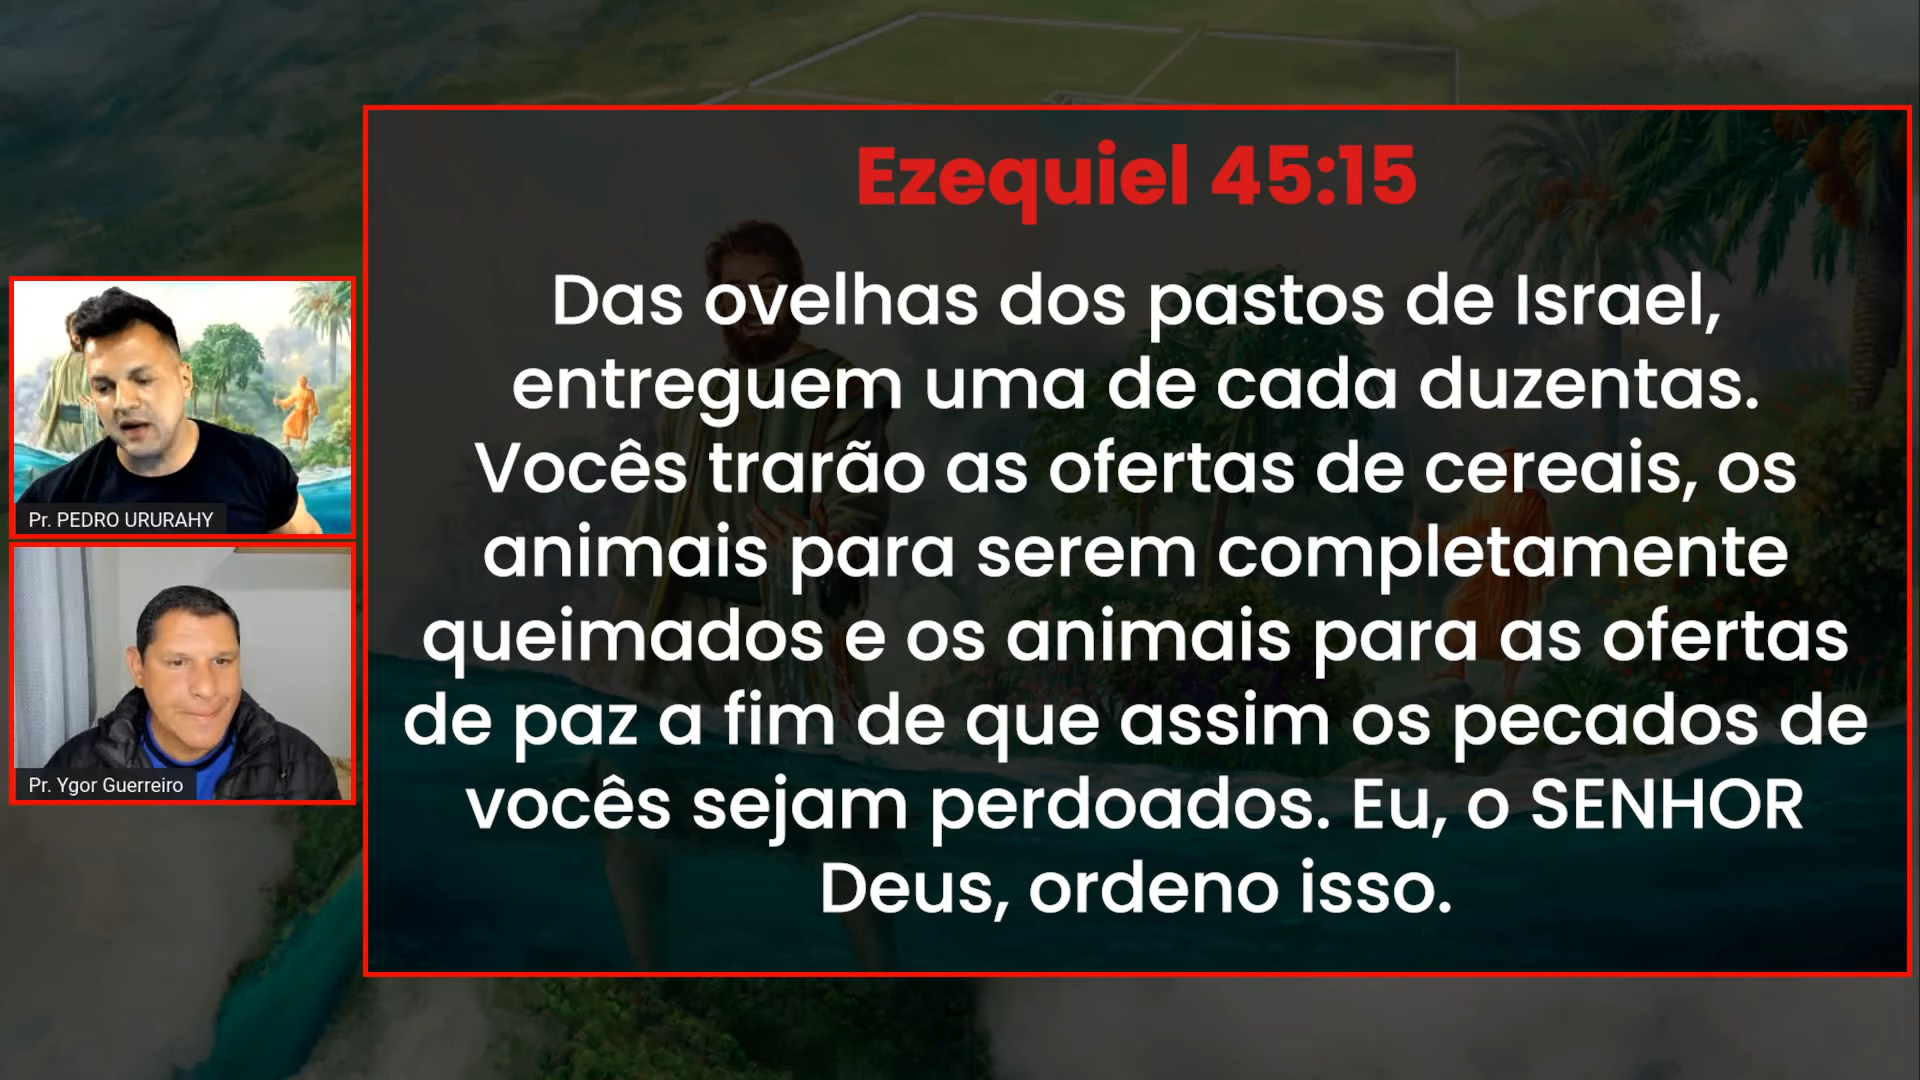 Ezequiel 45:15
Das ovelhas dos pastos de Israel,
entreguem uma de cada duzentas.
Vocês trarão as ofertas de cereais, os
animais para serem completamente
queimados e os animais para as ofertas
de paz a fim de que assim os pecados de
vocês sejam perdoados. Eu, o SENHOR
Deus, ordeno isso.
Pr. PEDRO URURAHY
Pr. Ygor Guerreiro